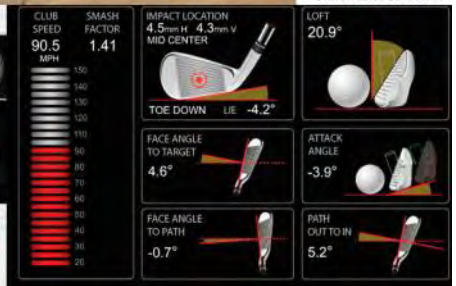 CLUB SPEED
90.5
MPH
SMASH FACTOR
1.41
150
140
130
120
110
90
80
70
60
50
40
30
20
IMPACT LOCATION
4.5mm H 4.3mm V
MID CENTER
TOE DOWN LIE -4.2°
LOFT
20.9°
FACE ANGLE
TO TARGET
4.6°
ATTACK
ANGLE
-3.9°
FACE ANGLE
TO PATH
-0.7°
PATH
OUT TO IN
5.2°